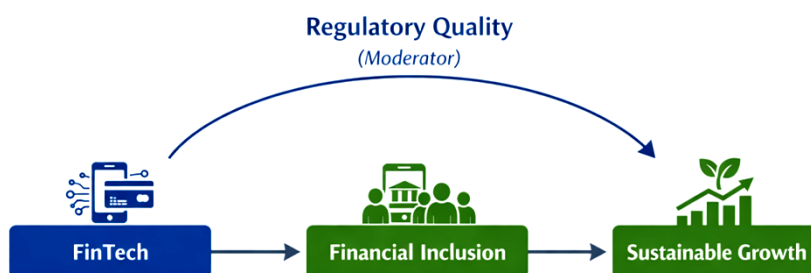 Regulatory Quality
(Moderator)
FinTech
Financial Inclusion
Sustainable Growth